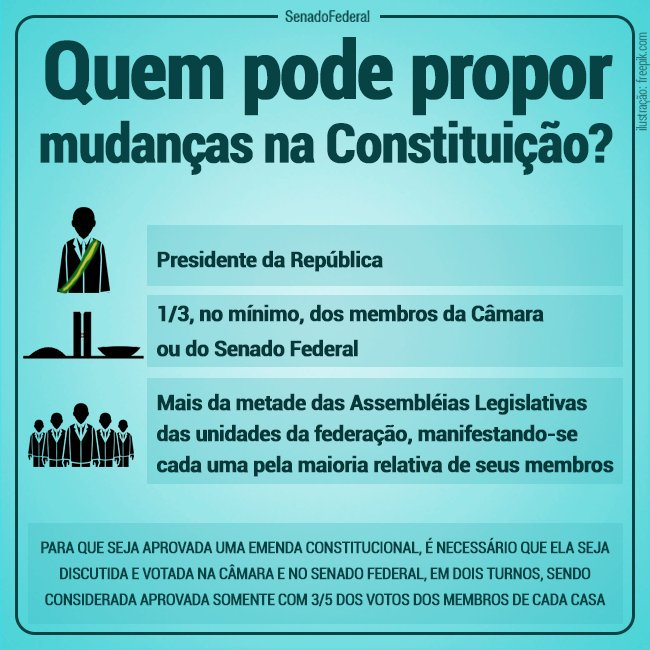 SenadoFederal
ilustração: freepik.com
Quem pode propor
mudanças na Constituição?
Presidente da República
1/3, no mínimo, dos membros da Câmara
ou do Senado Federal
Mais da metade das Assembléias Legislativas
das unidades da federação, manifestando-se
cada uma pela maioria relativa de seus membros
PARA QUE SEJA APROVADA UMA EMENDA CONSTITUCIONAL, É NECESSÁRIO QUE ELA SEJA
DISCUTIDA E VOTADA NA CÂMARA E NO SENADO FEDERAL, EM DOIS TURNOS, SENDO
CONSIDERADA APROVADA SOMENTE COM 3/5 DOS VOTOS DOS MEMBROS DE CADA CASA